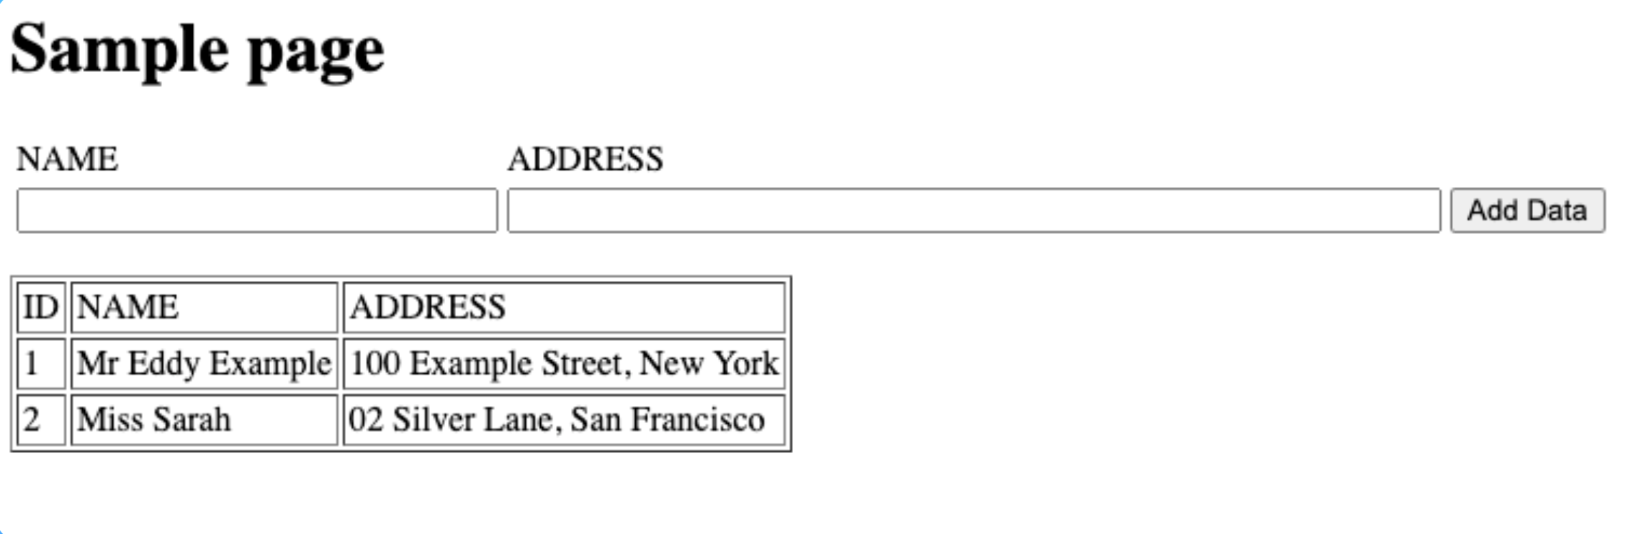 Sample page
NAME ADDRESS
Add Data
ID NAME ADDRESS
1 Mr Eddy Example 100 Example Street, New York
2 Miss Sarah 02 Silver Lane, San Francisco